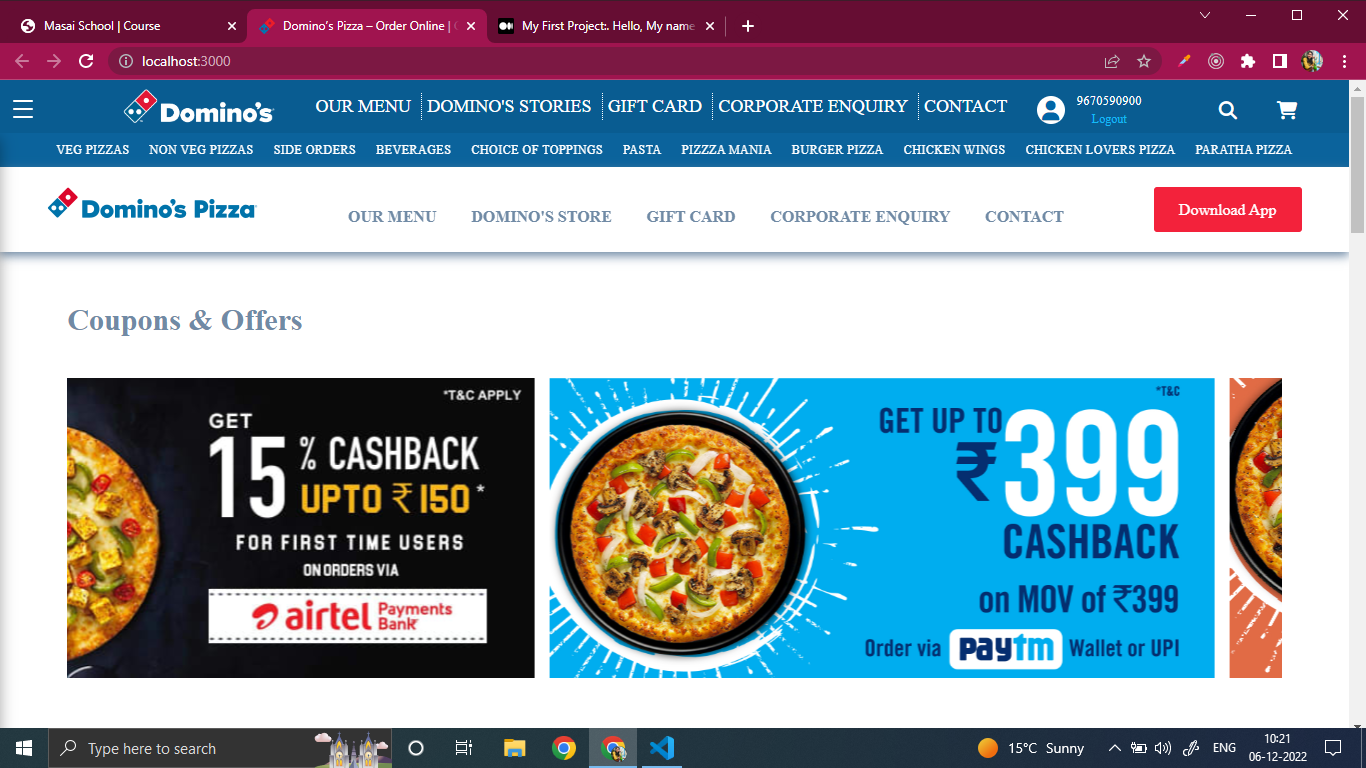 Masai School | Course
Domino's Pizza – Order Online |
My First Project:. Hello, My name
localhost:3000
Domino's
OUR MENU
DOMINO'S STORIES
GIFT CARD
CORPORATE ENQUIRY
CONTACT
9670590900
Logout
VEG PIZZAS
NON VEG PIZZAS
SIDE ORDERS
BEVERAGES
CHOICE OF TOPPINGS
PASTA
PIZZZA MANIA
BURGER PIZZA
CHICKEN WINGS
CHICKEN LOVERS PIZZA
PARATHA PIZZA
Domino's Pizza
OUR MENU
DOMINO'S STORE
GIFT CARD
CORPORATE ENQUIRY
CONTACT
Download App
Coupons & Offers
*T&C APPLY
GET
15 % CASHBACK
UPTO ₹150*
FOR FIRST TIME USERS
ON ORDERS VIA
airtel Payments Bank
*T&C
GET UP TO
₹399
CASHBACK
on MOV of ₹399
Order via paytm Wallet or UPI
Type here to search
15°C Sunny
ENG
10:21
06-12-2022